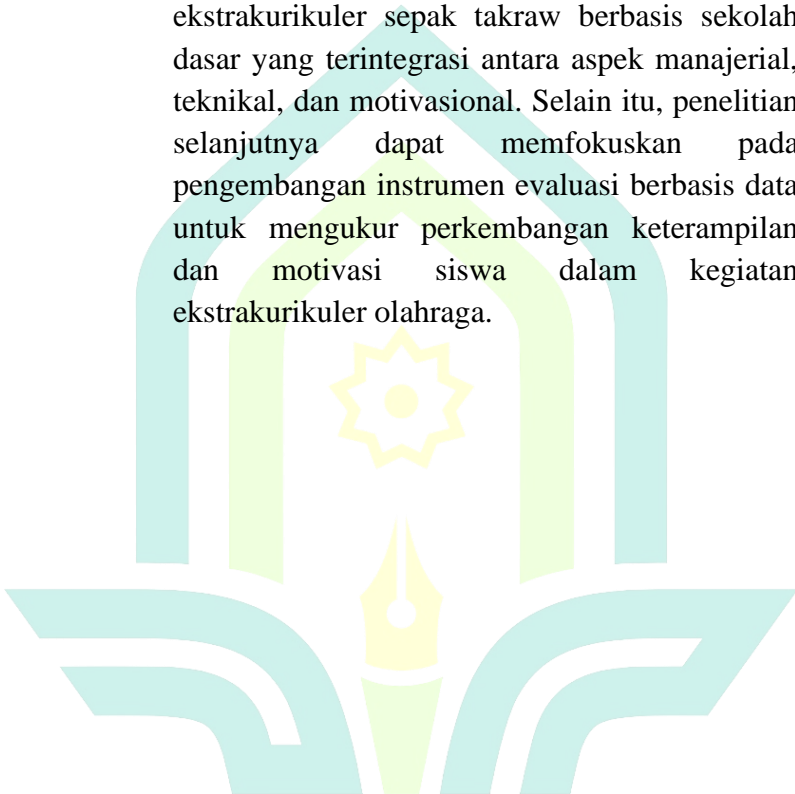 ekstrakurikuler sepak takraw berbasis sekolah
dasar yang terintegrasi antara aspek manajerial,
teknikal, dan motivasional. Selain itu, penelitian
selanjutnya dapat memfokuskan pada
pengembangan instrumen evaluasi berbasis data
untuk mengukur perkembangan keterampilan
dan motivasi siswa dalam kegiatan
ekstrakurikuler olahraga.